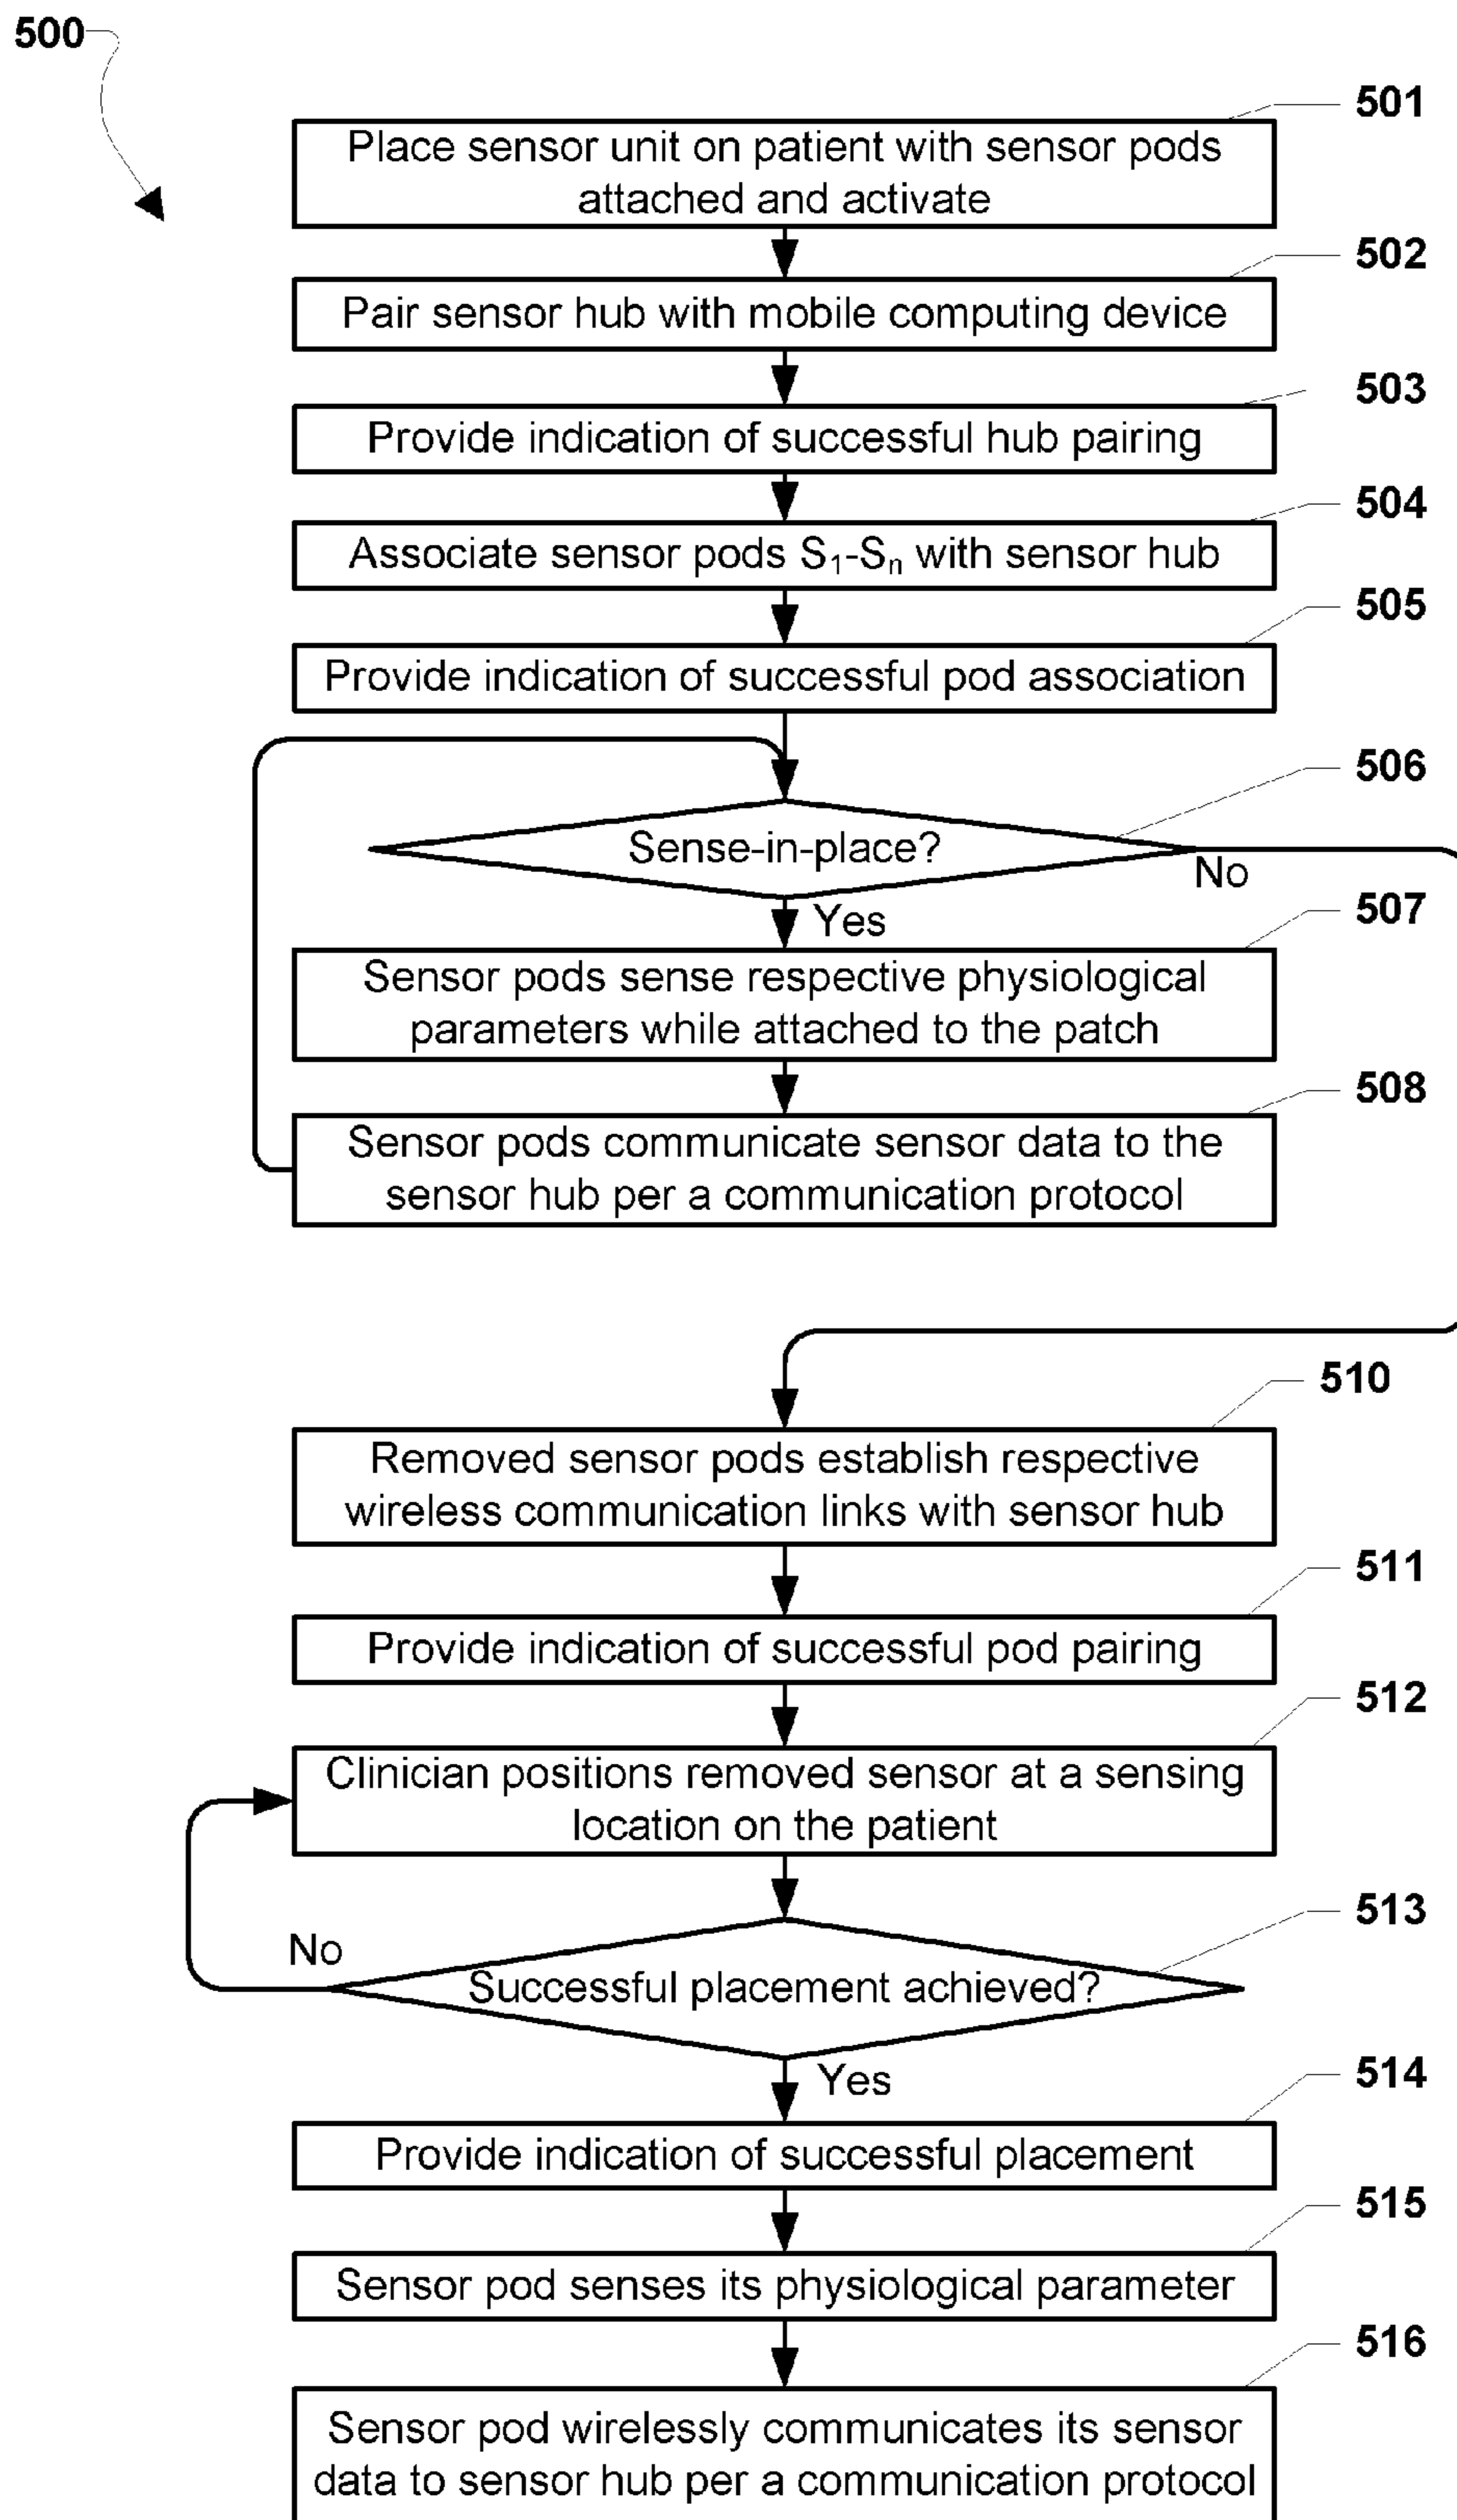 500
501
Place sensor unit on patient with sensor pods
attached and activate
502
Pair sensor hub with mobile computing device
503
Provide indication of successful hub pairing
504
Associate sensor pods S₁-Sₙ with sensor hub
505
Provide indication of successful pod association
506
Sense-in-place?
No
Yes
507
Sensor pods sense respective physiological
parameters while attached to the patch
508
Sensor pods communicate sensor data to the
sensor hub per a communication protocol
510
Removed sensor pods establish respective
wireless communication links with sensor hub
511
Provide indication of successful pod pairing
512
Clinician positions removed sensor at a sensing
location on the patient
513
No
Successful placement achieved?
Yes
514
Provide indication of successful placement
515
Sensor pod senses its physiological parameter
516
Sensor pod wirelessly communicates its sensor
data to sensor hub per a communication protocol